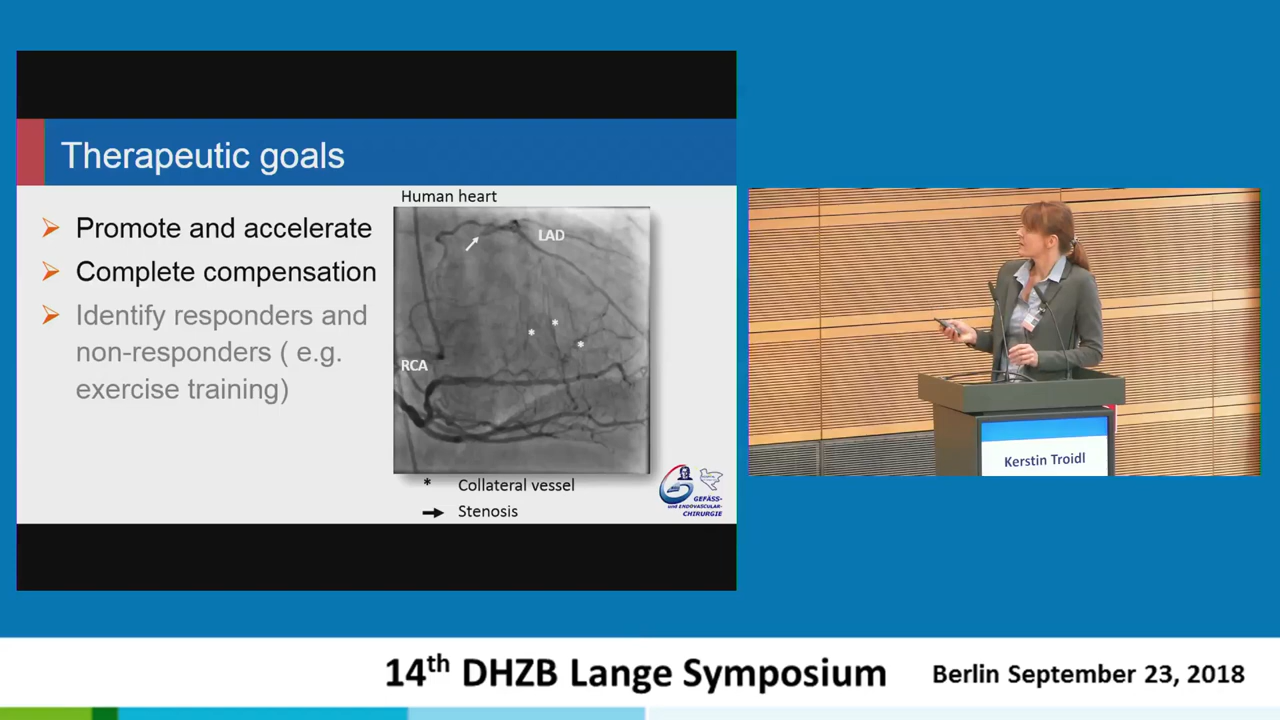 Therapeutic goals
Human heart
➢ Promote and accelerate
➢ Complete compensation
➢ Identify responders and
non-responders ( e.g.
exercise training)
LAD
*
*
*
RCA
* Collateral vessel
Stenosis
GEFÄSS-
und ENDOVASCULAR-
CHIRURGIE
Kerstin Troidl
14th DHZB Lange Symposium
Berlin September 23, 2018